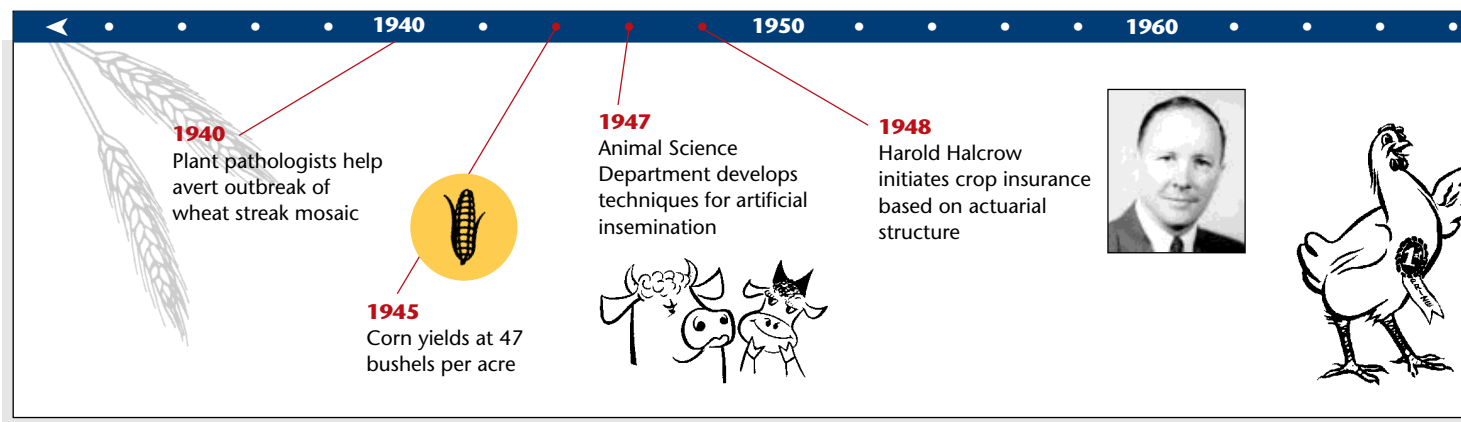 1940 1950 1960
1940
Plant pathologists help
avert outbreak of
wheat streak mosaic
1945
Corn yields at 47
bushels per acre
1947
Animal Science
Department develops
techniques for artificial
insemination
1948
Harold Halcrow
initiates crop insurance
based on actuarial
structure
1